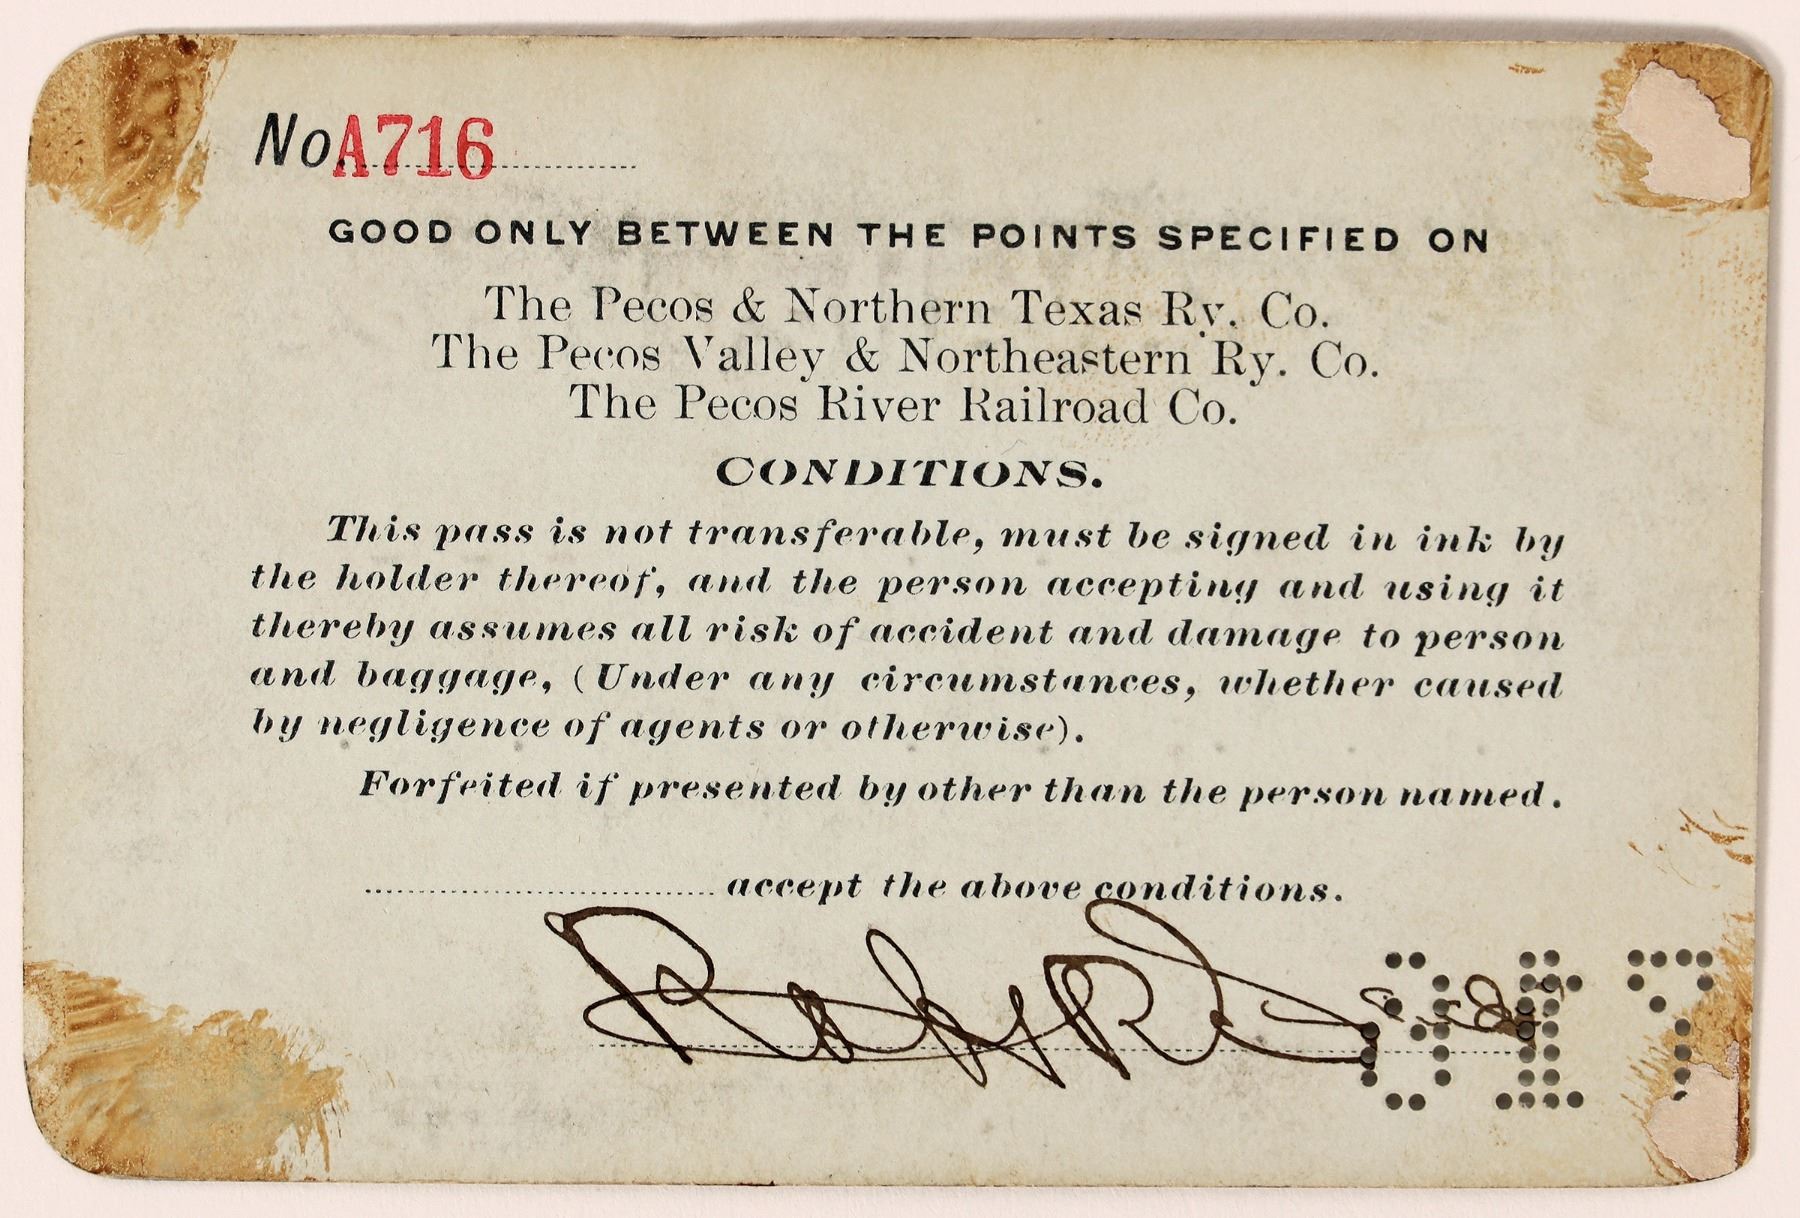 No. A716
GOOD ONLY BETWEEN THE POINTS SPECIFIED ON
The Pecos & Northern Texas Ry. Co.
The Pecos Valley & Northeastern Ry. Co.
The Pecos River Railroad Co.
CONDITIONS.
This pass is not transferable, must be signed in ink by
the holder thereof, and the person accepting and using it
thereby assumes all risk of accident and damage to person
and baggage, (Under any circumstances, whether caused
by negligence of agents or otherwise).
Forfeited if presented by other than the person named.
accept the above conditions.